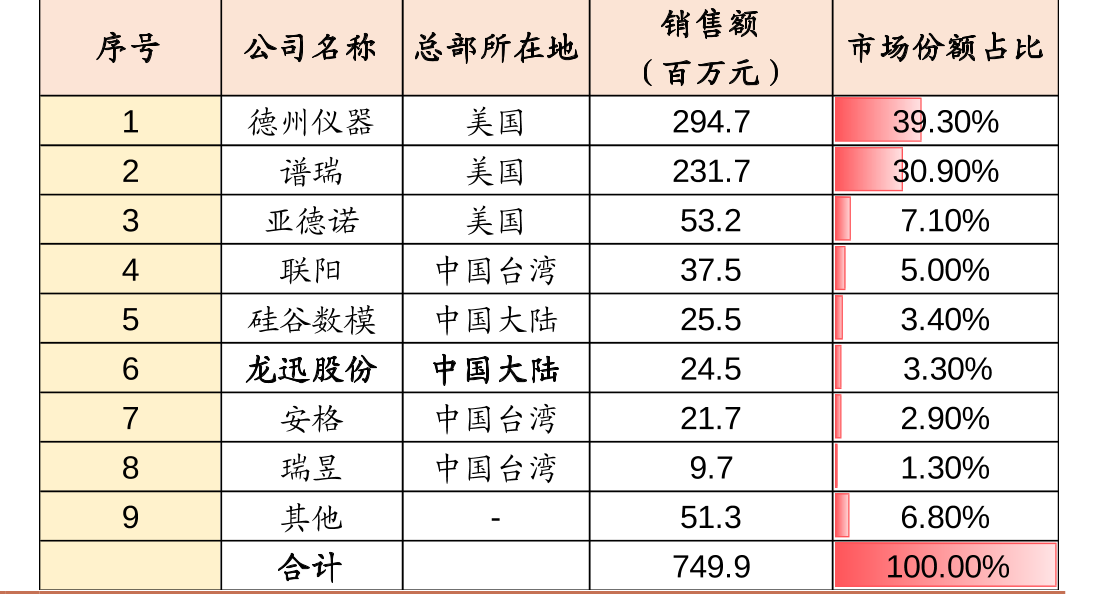 序号 公司名称 总部所在地 销售额 市场份额占比
（百万元）
1 德州仪器 美国 294.7 39.30%
2 谱瑞 美国 231.7 30.90%
3 亚德诺 美国 53.2 7.10%
4 联阳 中国台湾 37.5 5.00%
5 硅谷数模 中国大陆 25.5 3.40%
6 龙迅股份 中国大陆 24.5 3.30%
7 安格 中国台湾 21.7 2.90%
8 瑞昱 中国台湾 9.7 1.30%
9 其他 - 51.3 6.80%
合计 749.9 100.00%